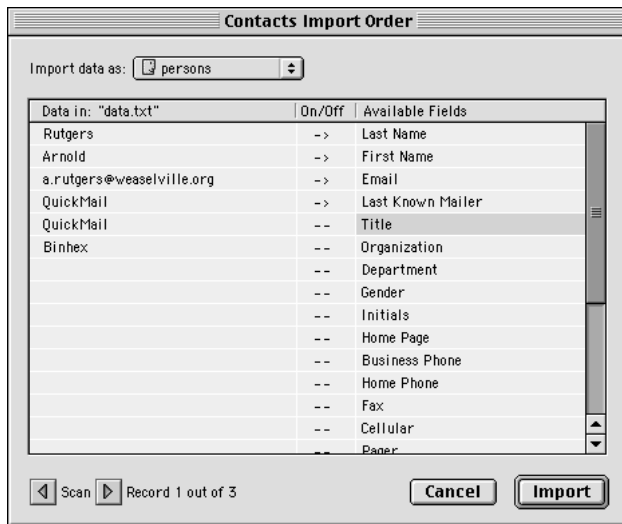 Contacts Import Order
Import data as: persons
Data in: "data.txt" On/Off Available Fields
Rutgers -> Last Name
Arnold -> First Name
a.rutgers@weaselville.org -> Email
QuickMail -> Last Known Mailer
QuickMail -- Title
Binhex -- Organization
-- Department
-- Gender
-- Initials
-- Home Page
-- Business Phone
-- Home Phone
-- Fax
-- Cellular
-- Pager
Scan Record 1 out of 3
Cancel Import